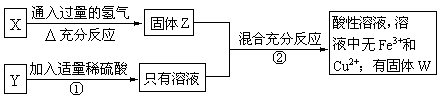 X
通入过量的氢气
△充分反应
固体 Z
Y
加入适量稀硫酸
①
只有溶液
混合充分反应
②
酸性溶液，溶
液中无 Fe³⁺和
Cu²⁺；有固体 W